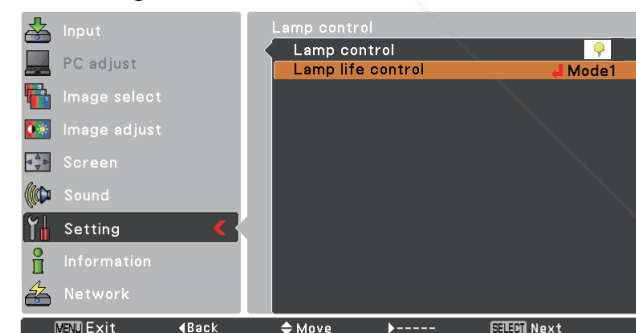 Input
PC adjust
Image select
Image adjust
Screen
Sound
Setting
Information
Network
Lamp control
Lamp control
Lamp life control Mode1
MENU Exit ◀Back ◆Move ▶----- SELECT Next